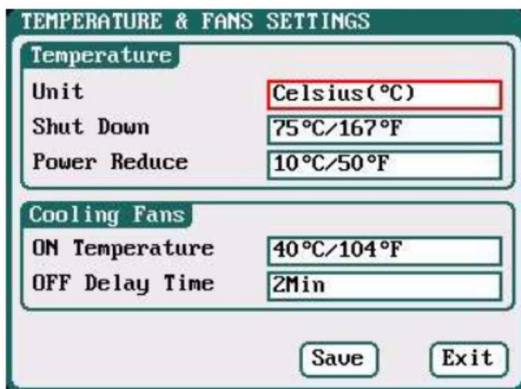 TEMPERATURE & FANS SETTINGS
Temperature
Unit Celsius(°C)
Shut Down 75°C/167°F
Power Reduce 10°C/50°F
Cooling Fans
ON Temperature 40°C/104°F
OFF Delay Time 2Min
Save Exit